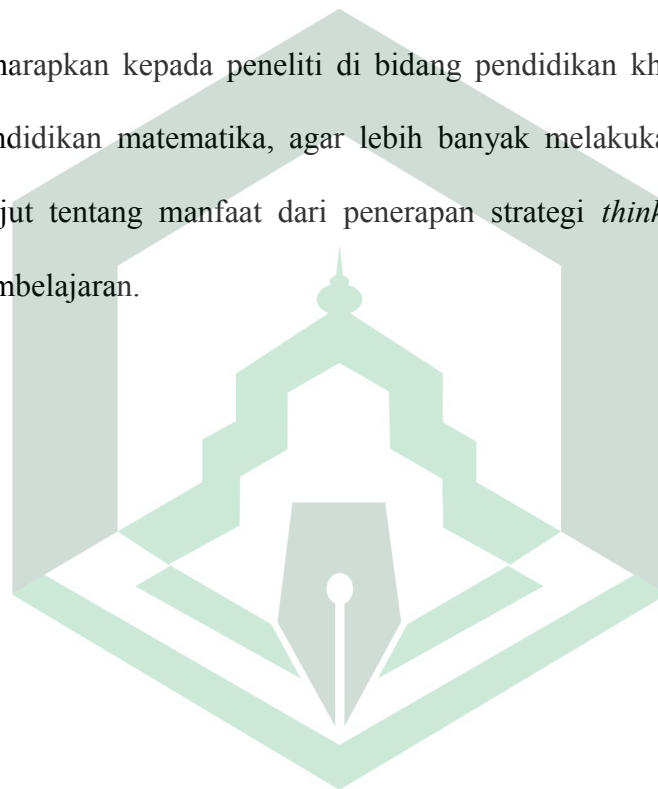 harapkan kepada peneliti di bidang pendidikan kh
ndidikan matematika, agar lebih banyak melakuka
jut tentang manfaat dari penerapan strategi think
mbelajaran.